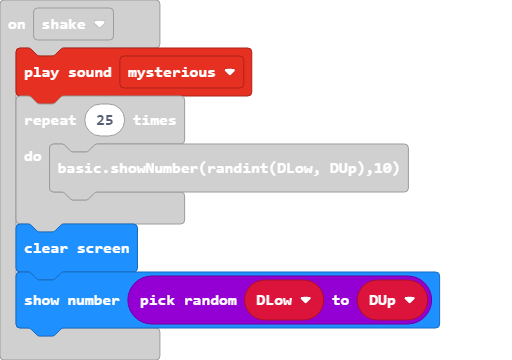 on shake
play sound mysterious
repeat 25 times
do
basic.showNumber(randint(DLow, DUp),10)
clear screen
show number pick random DLow to DUp